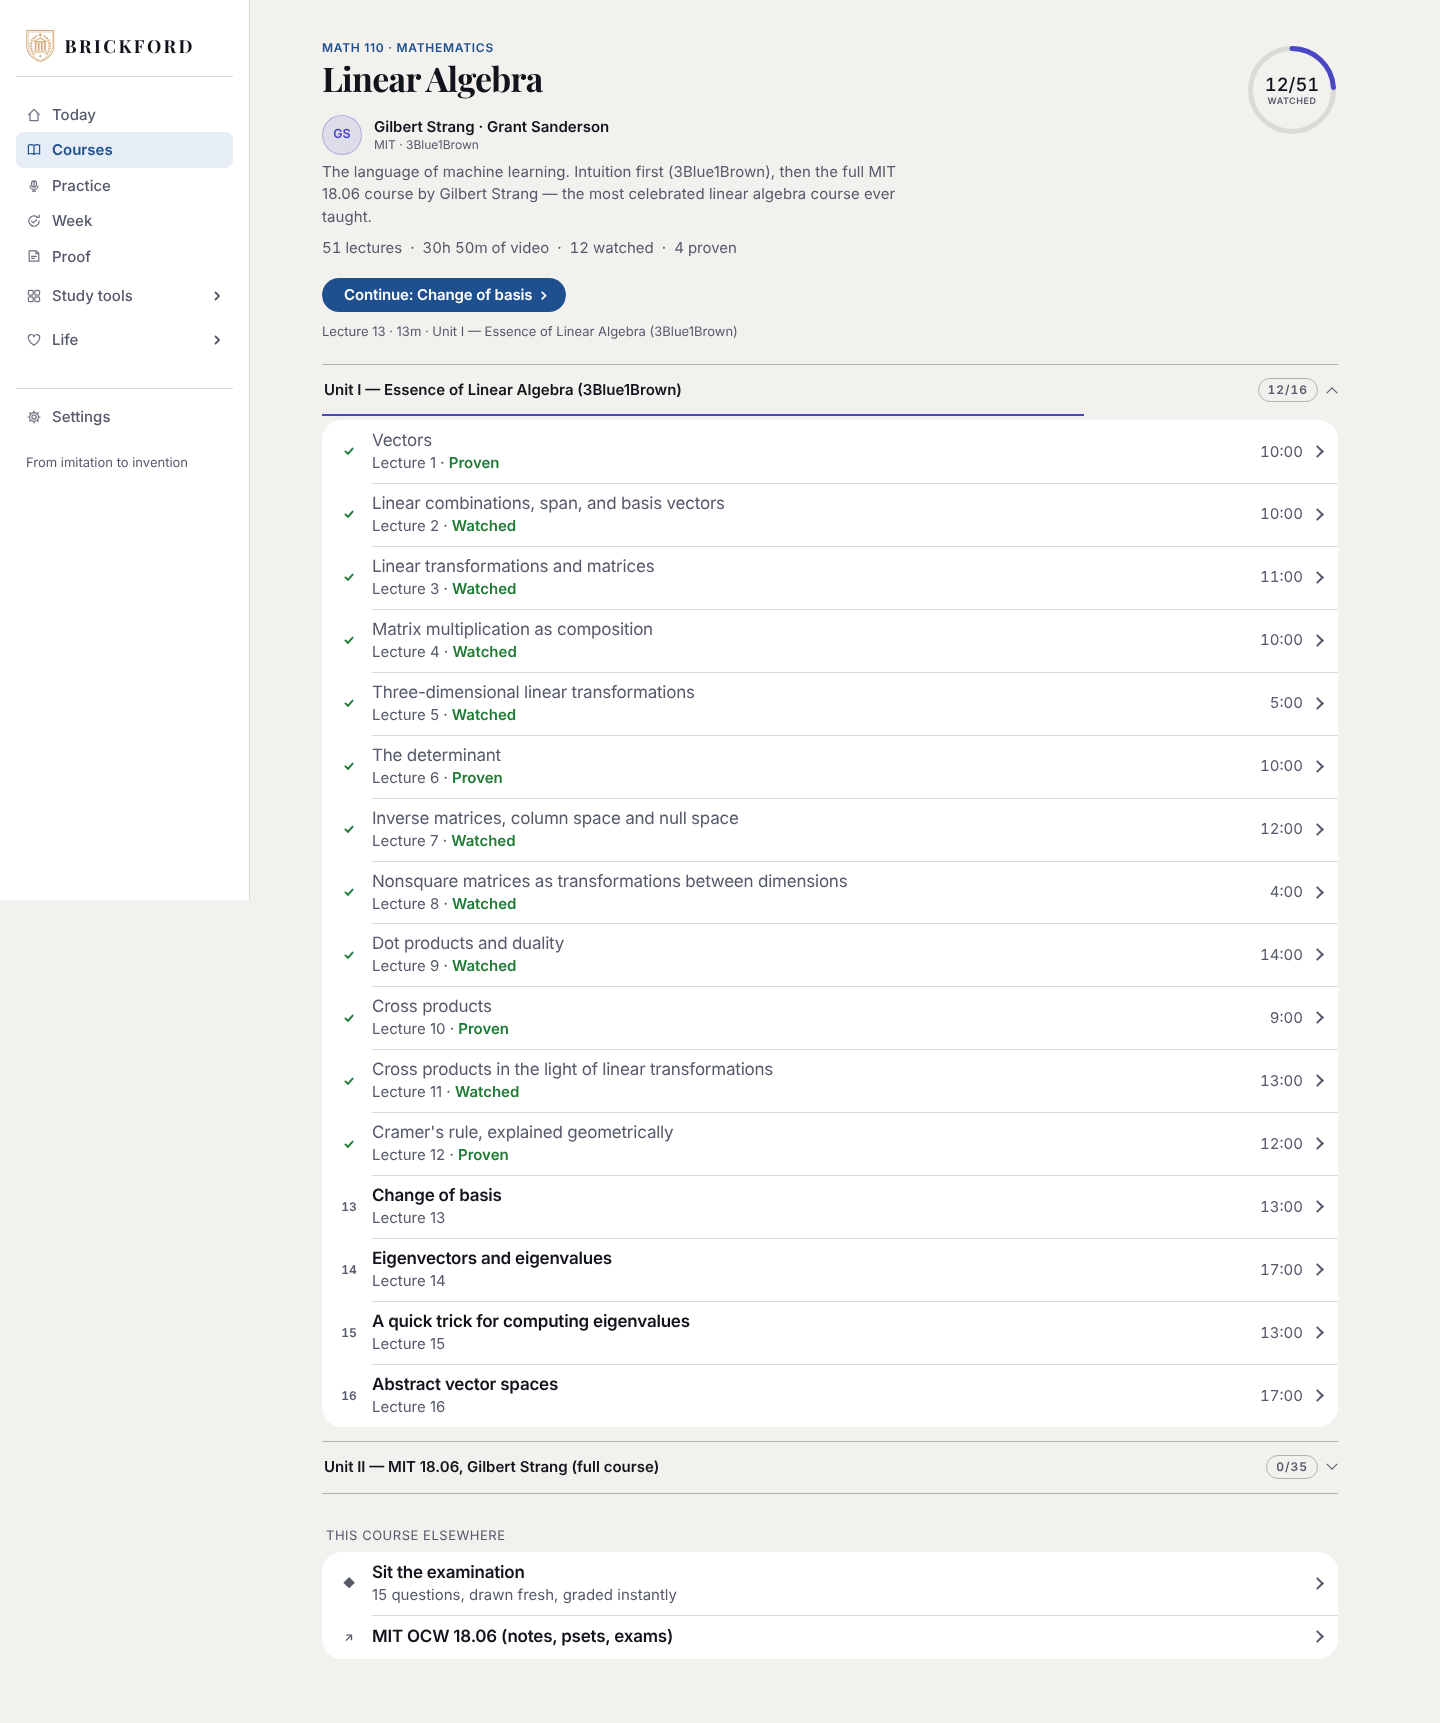 BRICKFORD
Today
Courses
Practice
Week
Proof
Study tools
Life
Settings
From imitation to invention
MATH 110 · MATHEMATICS
Linear Algebra
12/51
WATCHED
GS
Gilbert Strang · Grant Sanderson
MIT · 3Blue1Brown
The language of machine learning. Intuition first (3Blue1Brown), then the full MIT
18.06 course by Gilbert Strang — the most celebrated linear algebra course ever
taught.
51 lectures · 30h 50m of video · 12 watched · 4 proven
Continue: Change of basis
Lecture 13 · 13m · Unit I — Essence of Linear Algebra (3Blue1Brown)
Unit I — Essence of Linear Algebra (3Blue1Brown)
12/16
Vectors
Lecture 1 · Proven
10:00
Linear combinations, span, and basis vectors
Lecture 2 · Watched
10:00
Linear transformations and matrices
Lecture 3 · Watched
11:00
Matrix multiplication as composition
Lecture 4 · Watched
10:00
Three-dimensional linear transformations
Lecture 5 · Watched
5:00
The determinant
Lecture 6 · Proven
10:00
Inverse matrices, column space and null space
Lecture 7 · Watched
12:00
Nonsquare matrices as transformations between dimensions
Lecture 8 · Watched
4:00
Dot products and duality
Lecture 9 · Watched
14:00
Cross products
Lecture 10 · Proven
9:00
Cross products in the light of linear transformations
Lecture 11 · Watched
13:00
Cramer's rule, explained geometrically
Lecture 12 · Proven
12:00
13
Change of basis
Lecture 13
13:00
14
Eigenvectors and eigenvalues
Lecture 14
17:00
15
A quick trick for computing eigenvalues
Lecture 15
13:00
16
Abstract vector spaces
Lecture 16
17:00
Unit II — MIT 18.06, Gilbert Strang (full course)
0/35
THIS COURSE ELSEWHERE
Sit the examination
15 questions, drawn fresh, graded instantly
MIT OCW 18.06 (notes, psets, exams)